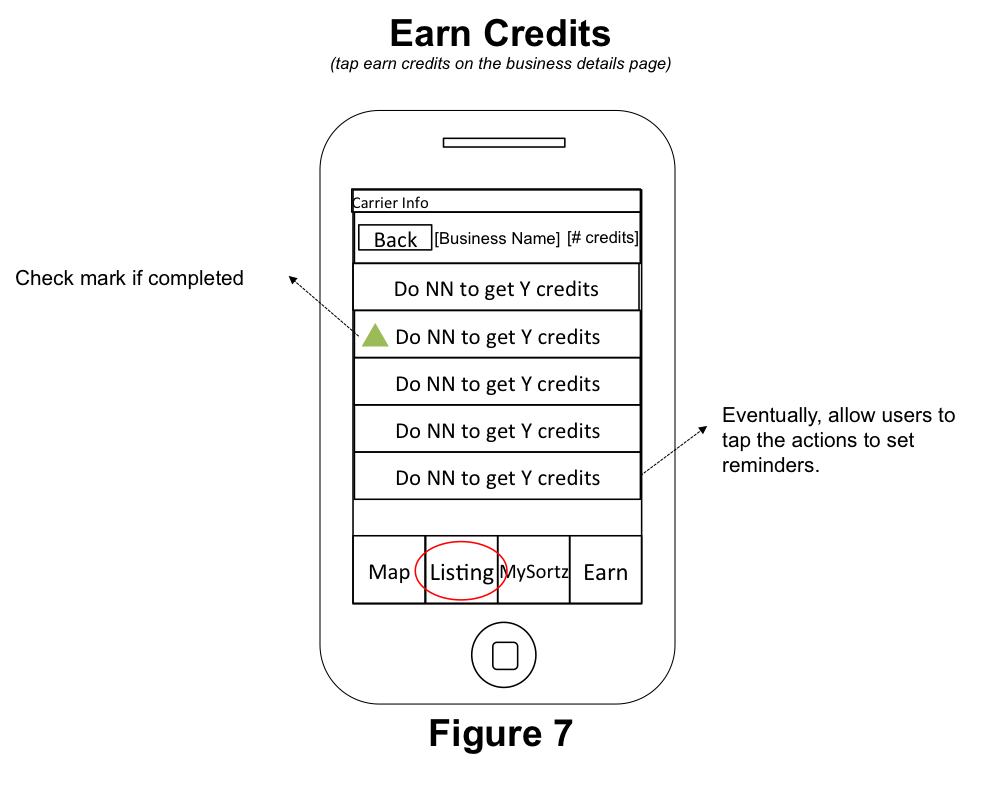 Earn Credits
(tap earn credits on the business details page)
Carrier Info
Back [Business Name] [# credits]
Check mark if completed
Do NN to get Y credits
Do NN to get Y credits
Do NN to get Y credits
Do NN to get Y credits
Do NN to get Y credits
Eventually, allow users to
tap the actions to set
reminders.
Map Listing MySortz Earn
Figure 7